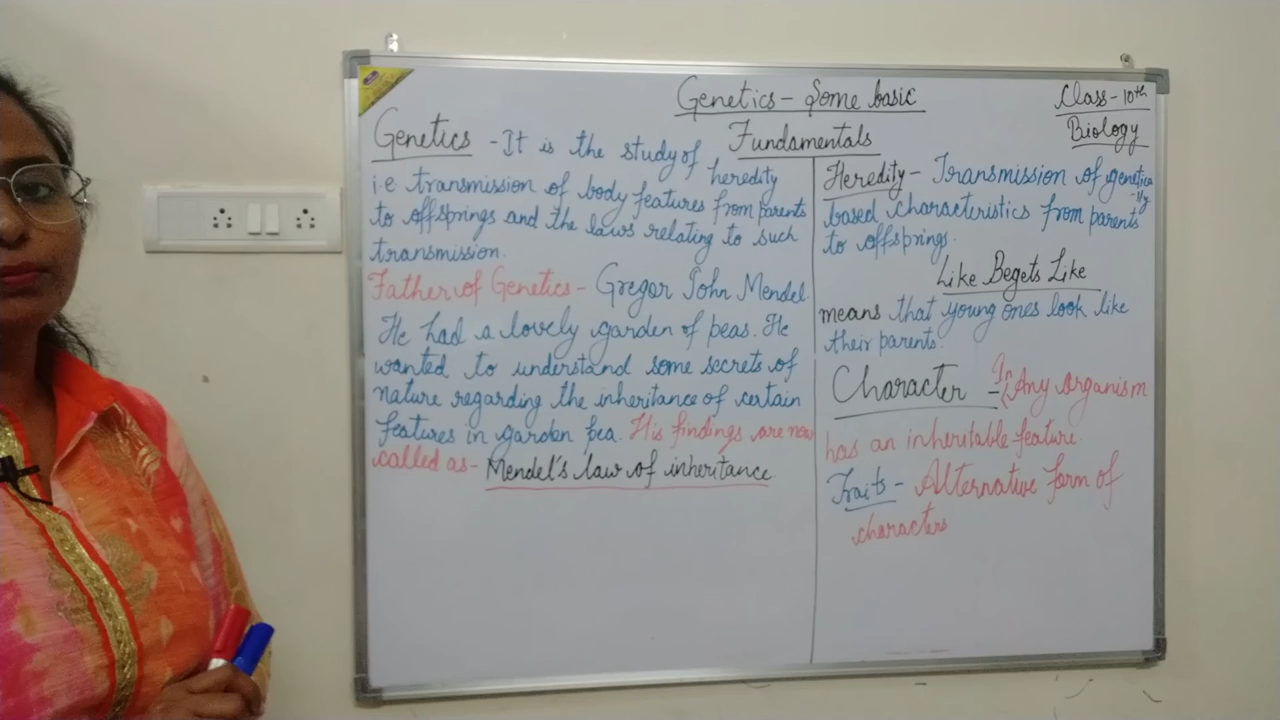 Genetics - Some basic
Fundamentals
Class - 10th
Biology
Genetics - It is the study of heredity
i.e transmission of body features from parents
to offsprings and the laws relating to such
transmission.
Father of Genetics - Gregor John Mendel
He had a lovely garden of peas. He
wanted to understand some secrets of
nature regarding the inheritance of certain
features in garden pea. His findings are now
called as - Mendel's law of inheritance
Heredity - Transmission of genetica
-lly
based characteristics from parents
to offsprings.
Like Begets Like
means that young ones look like
their parents.
Character - In Any organism
has an inheritable feature.
Traits - Alternative form of
characters